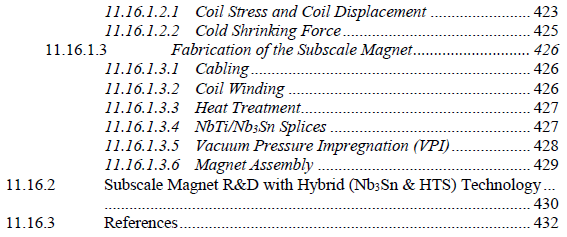 11.16.1.2.1 Coil Stress and Coil Displacement .................... 423
11.16.1.2.2 Cold Shrinking Force ...................................... 425
11.16.1.3 Fabrication of the Subscale Magnet........................ 426
11.16.1.3.1 Cabling ............................................................ 426
11.16.1.3.2 Coil Winding ................................................... 426
11.16.1.3.3 Heat Treatment................................................ 427
11.16.1.3.4 NbTi/Nb₃Sn Splices ........................................ 427
11.16.1.3.5 Vacuum Pressure Impregnation (VPI)................ 428
11.16.1.3.6 Magnet Assembly ............................................ 429
11.16.2 Subscale Magnet R&D with Hybrid (Nb₃Sn & HTS) Technology ...
.................................................................................... 430
11.16.3 References........................................................................ 432